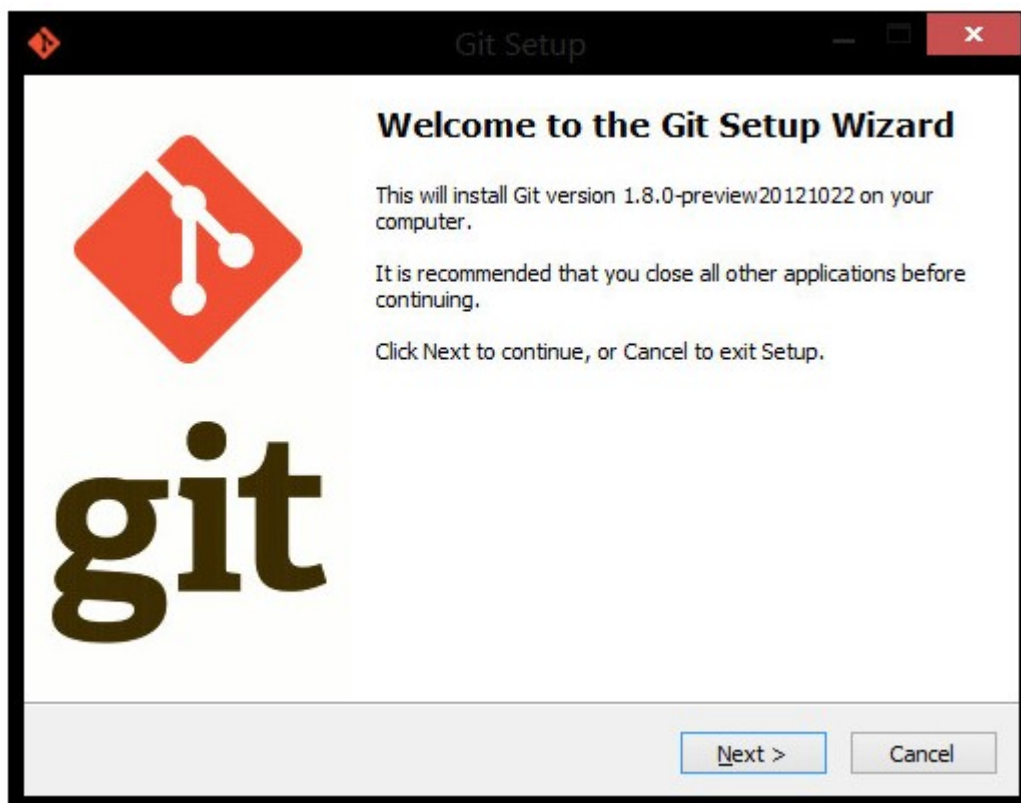 Git Setup
Welcome to the Git Setup Wizard
This will install Git version 1.8.0-preview20121022 on your
computer.
It is recommended that you close all other applications before
continuing.
Click Next to continue, or Cancel to exit Setup.
git
Next >
Cancel